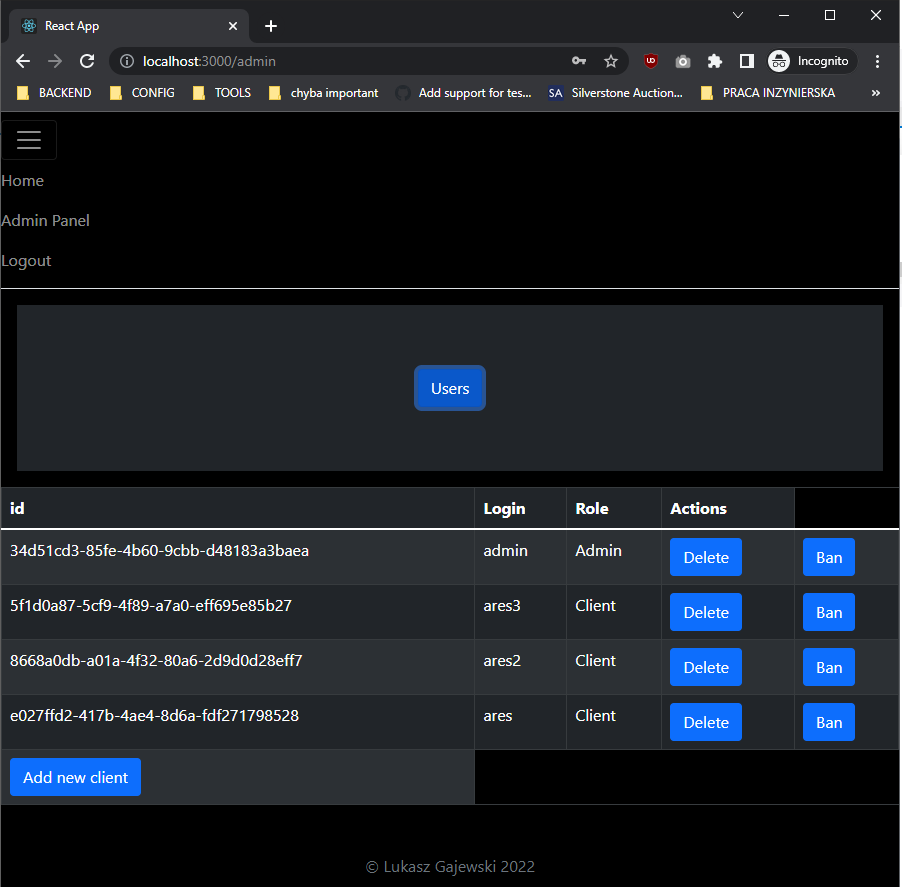 React App
localhost:3000/admin
UD
Incognito
BACKEND CONFIG TOOLS chyba important Add support for tes... SA Silverstone Auction... PRACA INZYNIERSKA »
Home
Admin Panel
Logout
Users
id Login Role Actions
34d51cd3-85fe-4b60-9cbb-d48183a3baea admin Admin Delete Ban
5f1d0a87-5cf9-4f89-a7a0-eff695e85b27 ares3 Client Delete Ban
8668a0db-a01a-4f32-80a6-2d9d0d28eff7 ares2 Client Delete Ban
e027ffd2-417b-4ae4-8d6a-fdf271798528 ares Client Delete Ban
Add new client
© Lukasz Gajewski 2022